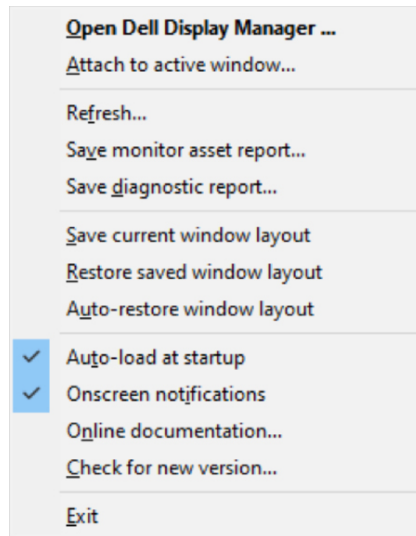 Open Dell Display Manager ...
Attach to active window...
Refresh...
Save monitor asset report...
Save diagnostic report...
Save current window layout
Restore saved window layout
Auto-restore window layout
Auto-load at startup
Onscreen notifications
Online documentation...
Check for new version...
Exit